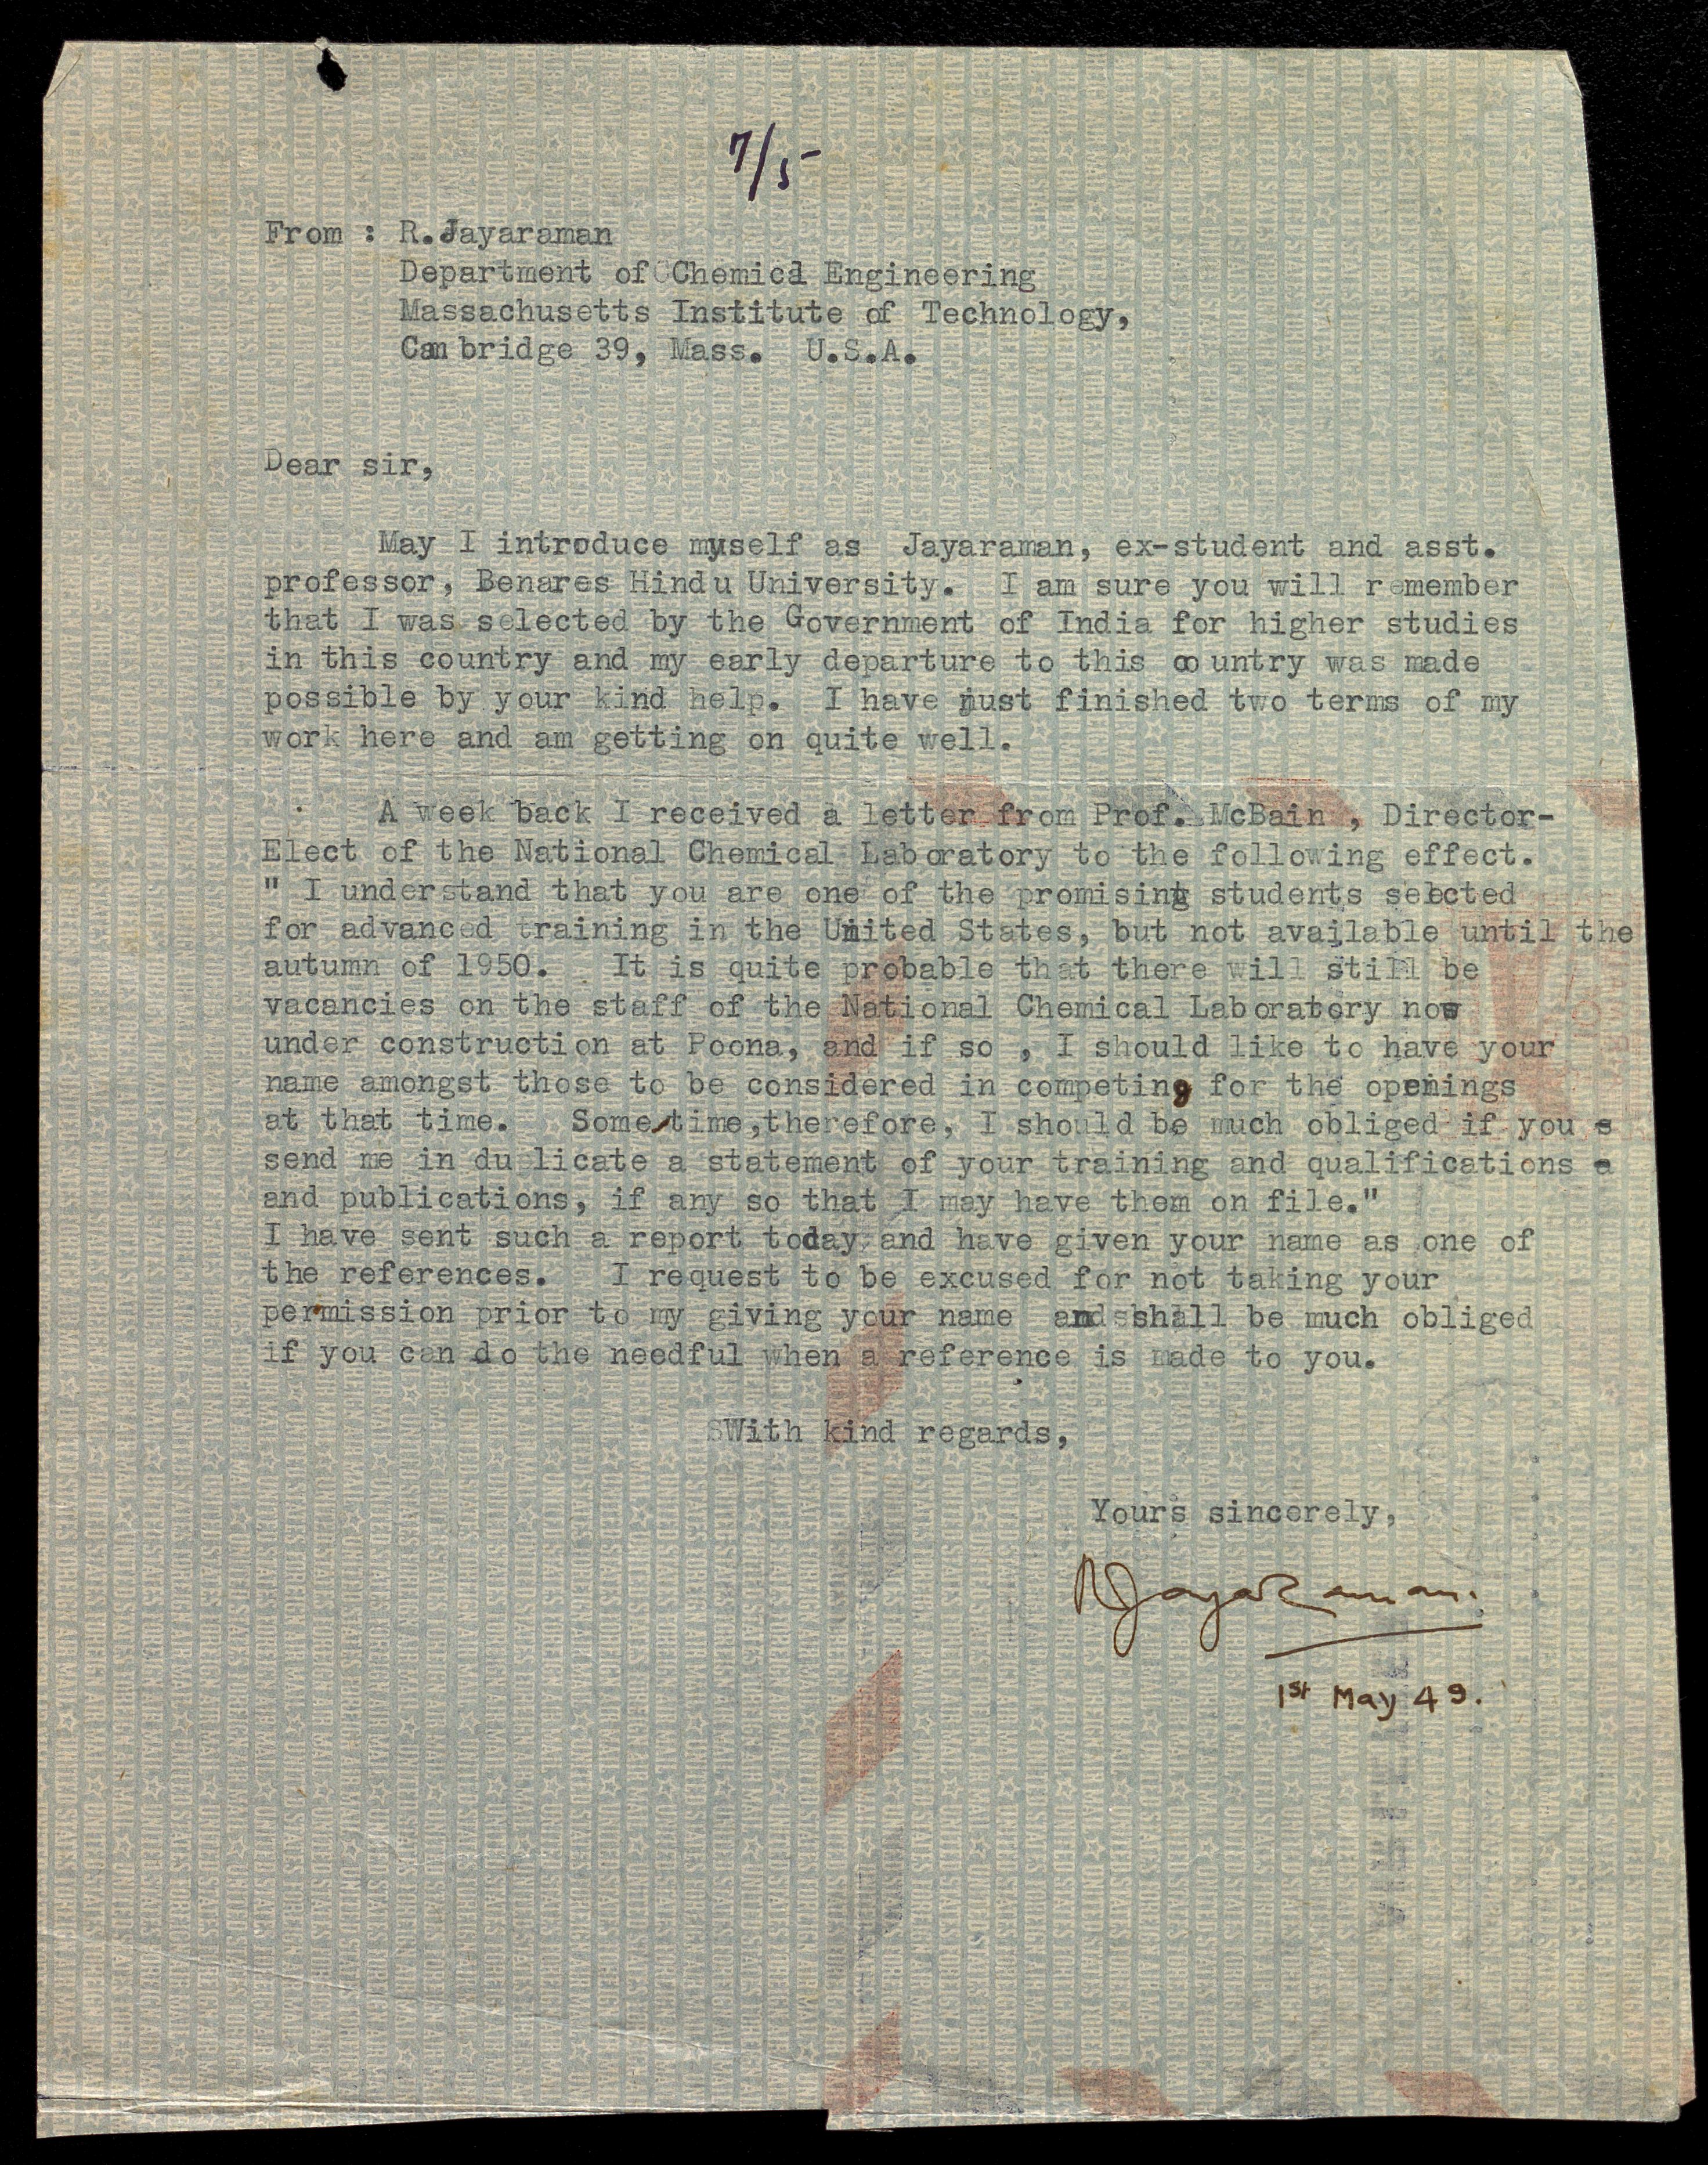 7/5
From : R.Jayaraman
Department of Chemical Engineering
Massachusetts Institute of Technology,
Cambridge 39, Mass. U.S.A.
Dear sir,
May I introduce myself as Jayaraman, ex-student and asst.
professor, Benares Hindu University. I am sure you will remember
that I was selected by the Government of India for higher studies
in this country and my early departure to this country was made
possible by your kind help. I have just finished two terms of my
work here and am getting on quite well.
A week back I received a letter from Prof. McBain , Director-
Elect of the National Chemical Laboratory to the following effect.
" I understand that you are one of the promising students selected
for advanced training in the United States, but not available until the
autumn of 1950. It is quite probable that there will still be
vacancies on the staff of the National Chemical Laboratory now
under construction at Poona, and if so , I should like to have your
name amongst those to be considered in competing for the openings
at that time. Some time,therefore, I should be much obliged if you s
send me in duplicate a statement of your training and qualifications a
and publications, if any so that I may have them on file."
I have sent such a report today and have given your name as one of
the references. I request to be excused for not taking your
permission prior to my giving your name and shall be much obliged
if you can do the needful when a reference is made to you.
SWith kind regards,
Yours sincerely,
RJayaRaman.
1st May 49.